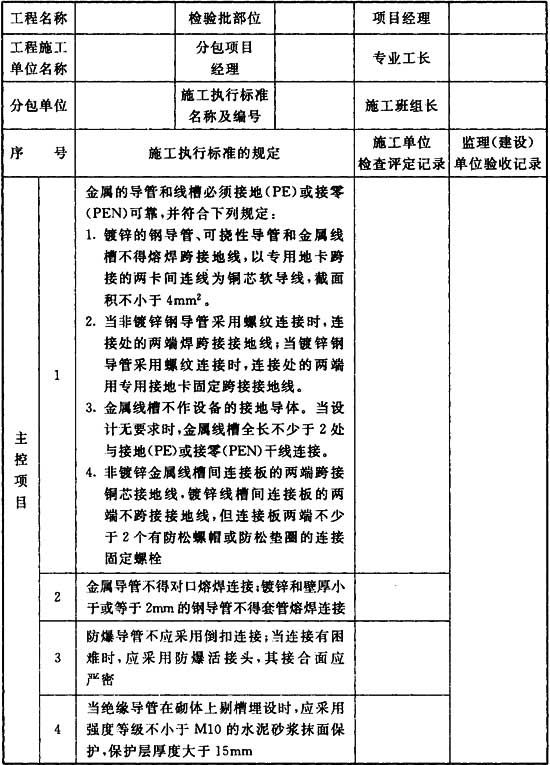 工程名称 检验批部位 项目经理
工程施工 分包项目
单位名称 经理 专业工长
分包单位 施工执行标准 施工班组长
名称及编号
序 号 施工执行标准的规定 施工单位 监理(建设)
检查评定记录 单位验收记录
主控项目
1
金属的导管和线槽必须接地(PE)或接零
(PEN)可靠,并符合下列规定:
1. 镀锌的钢导管、可挠性导管和金属线
槽不得熔焊跨接地线,以专用地卡跨
接的两卡间连线为铜芯软导线,截面
积不小于4mm²。
2. 当非镀锌钢导管采用螺纹连接时,连
接处的两端焊跨接接地线;当镀锌钢
导管采用螺纹连接时,连接处的两端
用专用接地卡固定跨接接地线。
3. 金属线槽不作设备的接地导体。当设
计无要求时,金属线槽全长不少于2处
与接地(PE)或接零(PEN)干线连接。
4. 非镀锌金属线槽间连接板的两端跨接
铜芯接地线,镀锌线槽间连接板的两
端不跨接接地线,但连接板两端不少
于2个有防松螺帽或防松垫圈的连接
固定螺栓
2
金属导管不得对口熔焊连接;镀锌和壁厚小
于或等于2mm的钢导管不得套管熔焊连接
3
防爆导管不应采用倒扣连接;当连接有困
难时,应采用防爆活接头,其接合面应
严密
4
当绝缘导管在砌体上剔槽埋设时,应采用
强度等级不小于M10的水泥砂浆抹面保
护,保护层厚度大于15mm